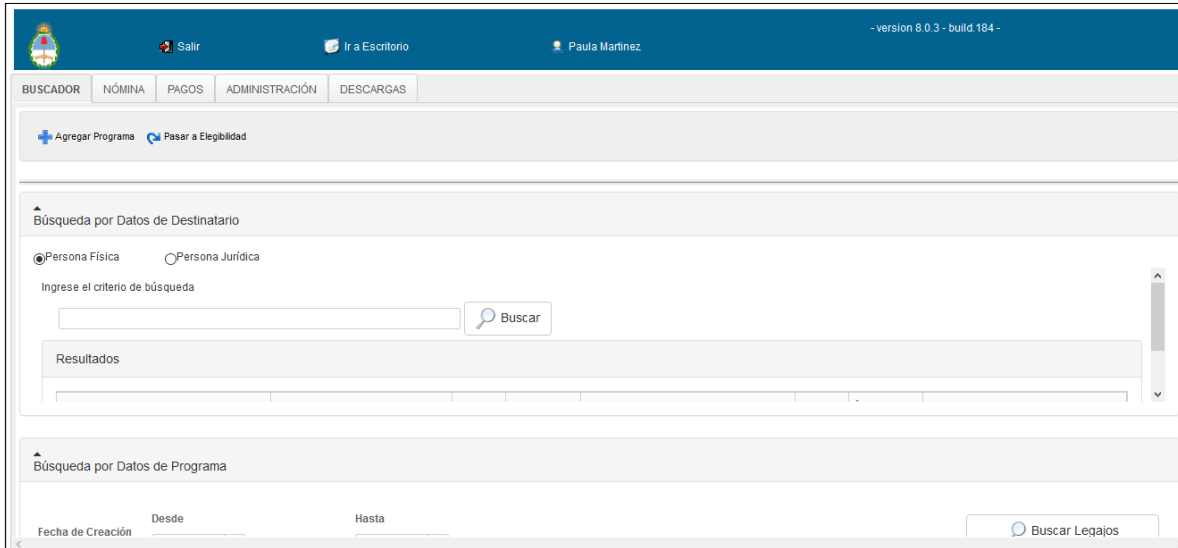 - version 8.0.3 - build.184 -
Salir Ir a Escritorio Paula Martinez
BUSCADOR NÓMINA PAGOS ADMINISTRACIÓN DESCARGAS
Agregar Programa Pasar a Elegibilidad
Búsqueda por Datos de Destinatario
Persona Física Persona Jurídica
Ingrese el criterio de búsqueda
Buscar
Resultados
Búsqueda por Datos de Programa
Desde Hasta
Fecha de Creación Buscar Legajos